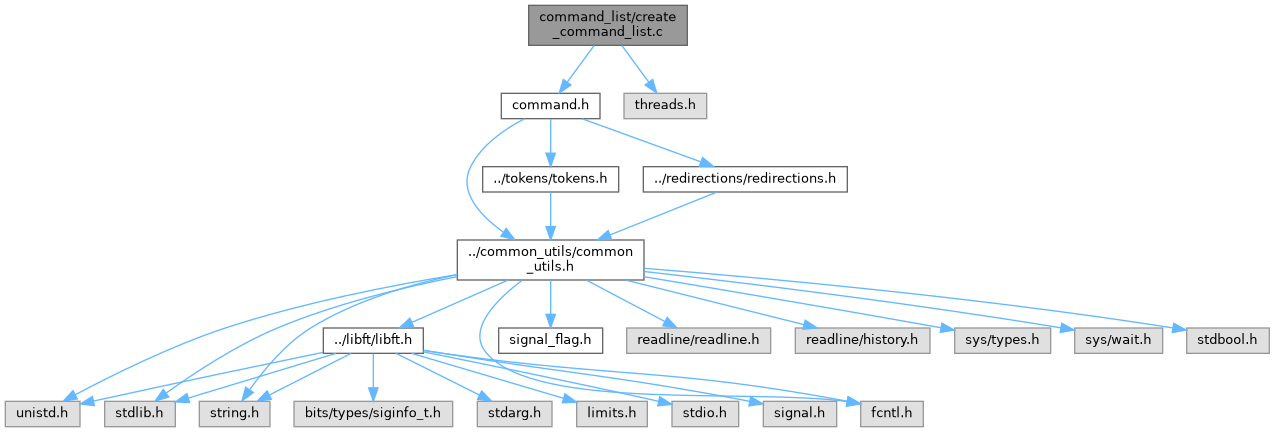 command_list/create
_command_list.c
command.h
threads.h
../tokens/tokens.h
../redirections/redirections.h
../common_utils/common
_utils.h
../libft/libft.h
signal_flag.h
readline/readline.h
readline/history.h
sys/types.h
sys/wait.h
stdbool.h
unistd.h
stdlib.h
string.h
bits/types/siginfo_t.h
stdarg.h
limits.h
stdio.h
signal.h
fcntl.h